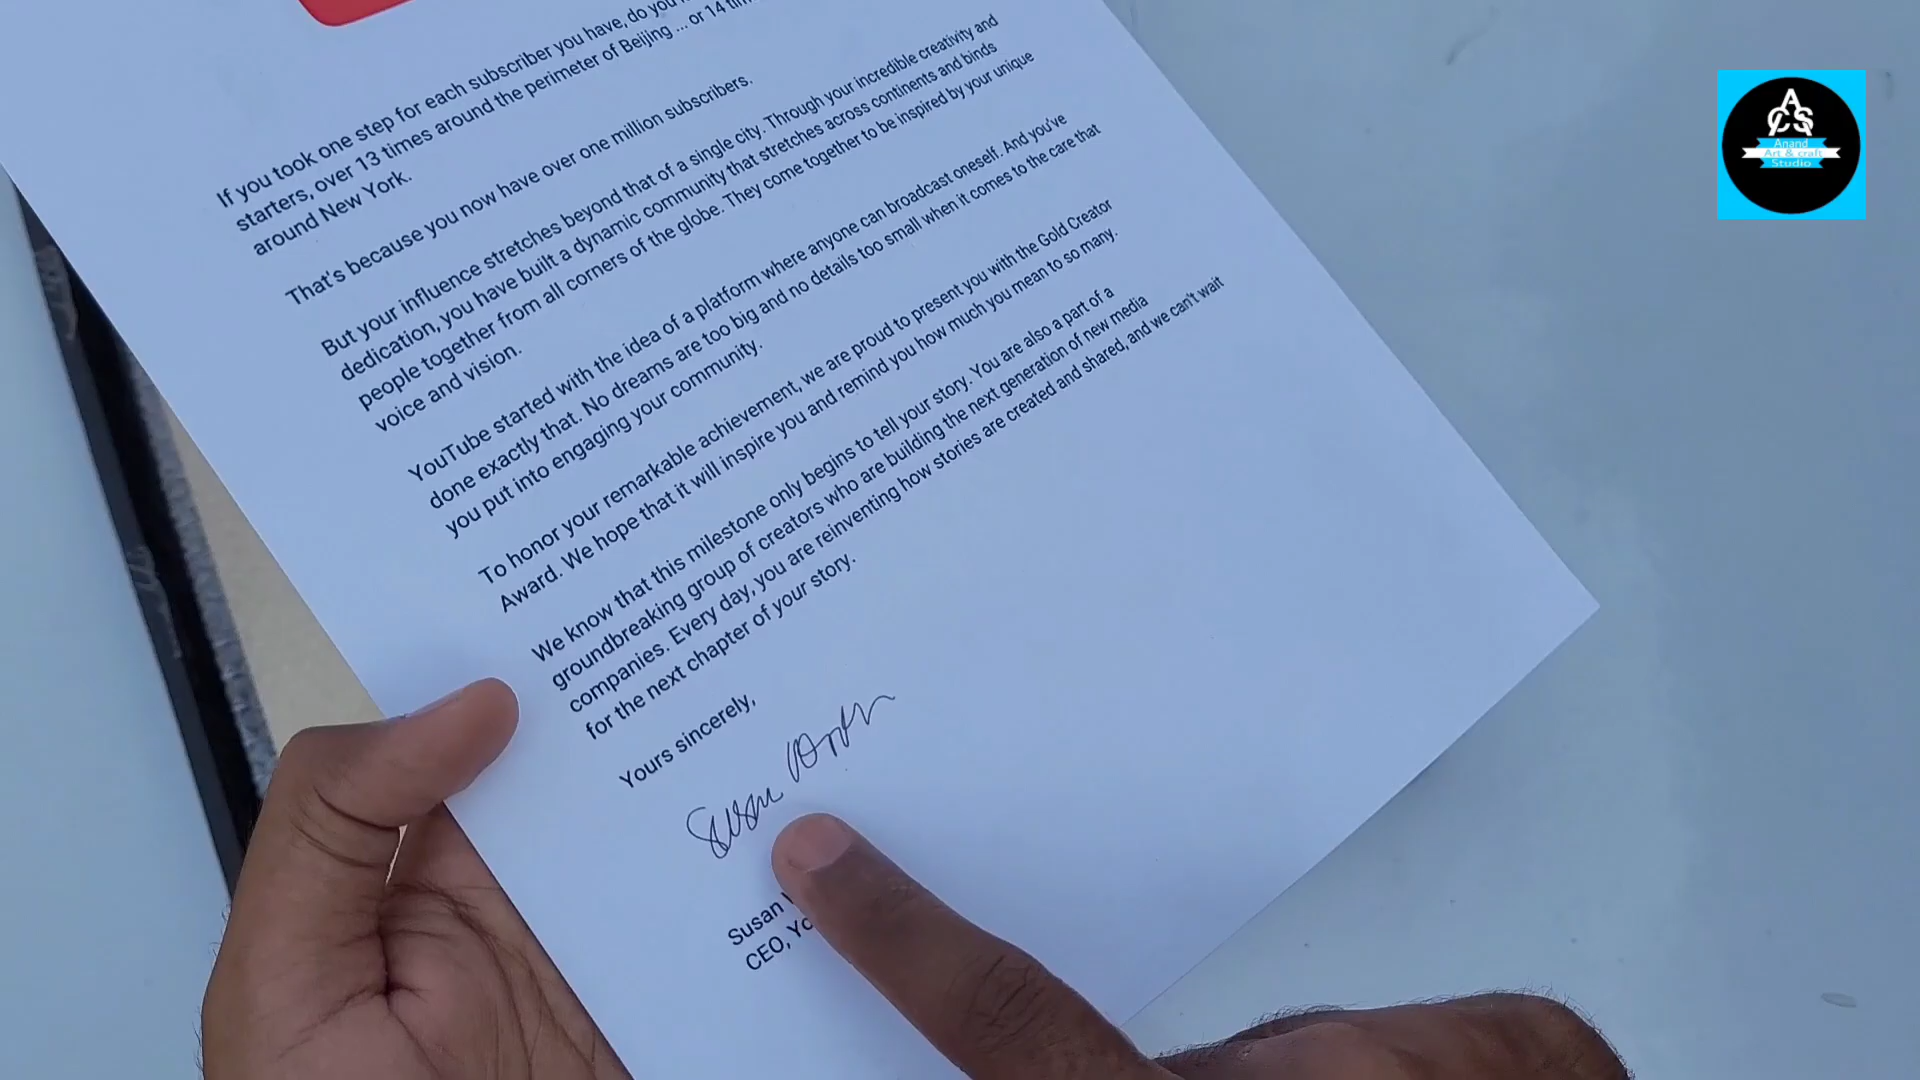 If you took one step for each subscriber you have, do you
starters, over 13 times around the perimeter of Beijing ... or 14
around New York.
That's because you now have over one million subscribers.
But your influence stretches beyond that of a single city. Through your incredible creativity and
dedication, you have built a dynamic community that stretches across continents and binds
people together from all corners of the globe. They come together to be inspired by your unique
voice and vision.
YouTube started with the idea of a platform where anyone can broadcast oneself. And you've
done exactly that. No dreams are too big and no details too small when it comes to the care that
you put into engaging your community.
To honor your remarkable achievement, we are proud to present you with the Gold Creator
Award. We hope that it will inspire you and remind you how much you mean to so many.
We know that this milestone only begins to tell your story. You are also a part of a
groundbreaking group of creators who are building the next generation of new media
companies. Every day, you are reinventing how stories are created and shared, and we can't wait
for the next chapter of your story.
Yours sincerely,
Susan
Susan
CEO,
ACS
Anand
Art & craft
Studio